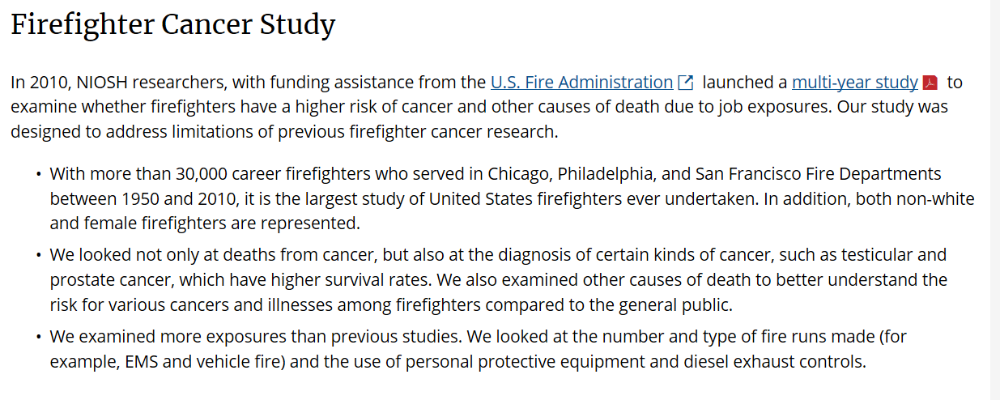 Firefighter Cancer Study
In 2010, NIOSH researchers, with funding assistance from the U.S. Fire Administration launched a multi-year study to
examine whether firefighters have a higher risk of cancer and other causes of death due to job exposures. Our study was
designed to address limitations of previous firefighter cancer research.
• With more than 30,000 career firefighters who served in Chicago, Philadelphia, and San Francisco Fire Departments
between 1950 and 2010, it is the largest study of United States firefighters ever undertaken. In addition, both non-white
and female firefighters are represented.
• We looked not only at deaths from cancer, but also at the diagnosis of certain kinds of cancer, such as testicular and
prostate cancer, which have higher survival rates. We also examined other causes of death to better understand the
risk for various cancers and illnesses among firefighters compared to the general public.
• We examined more exposures than previous studies. We looked at the number and type of fire runs made (for
example, EMS and vehicle fire) and the use of personal protective equipment and diesel exhaust controls.